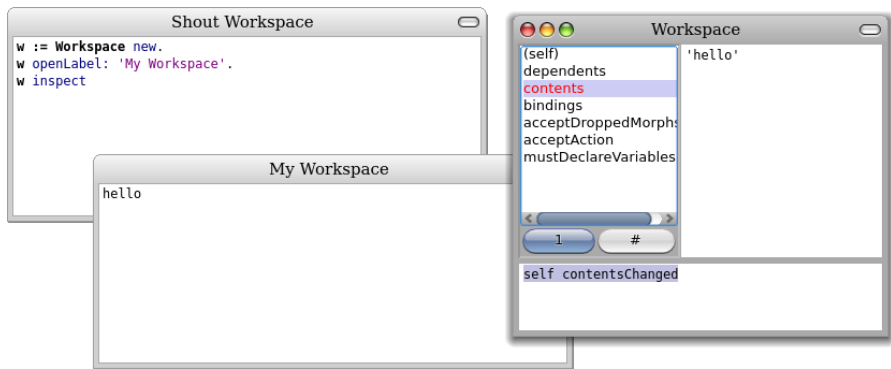 Shout Workspace
w := Workspace new.
w openLabel: 'My Workspace'.
w inspect
My Workspace
hello
Workspace
(self)
dependents
contents
bindings
acceptDroppedMorphs
acceptAction
mustDeclareVariables
1
#
'hello'
self contentsChanged